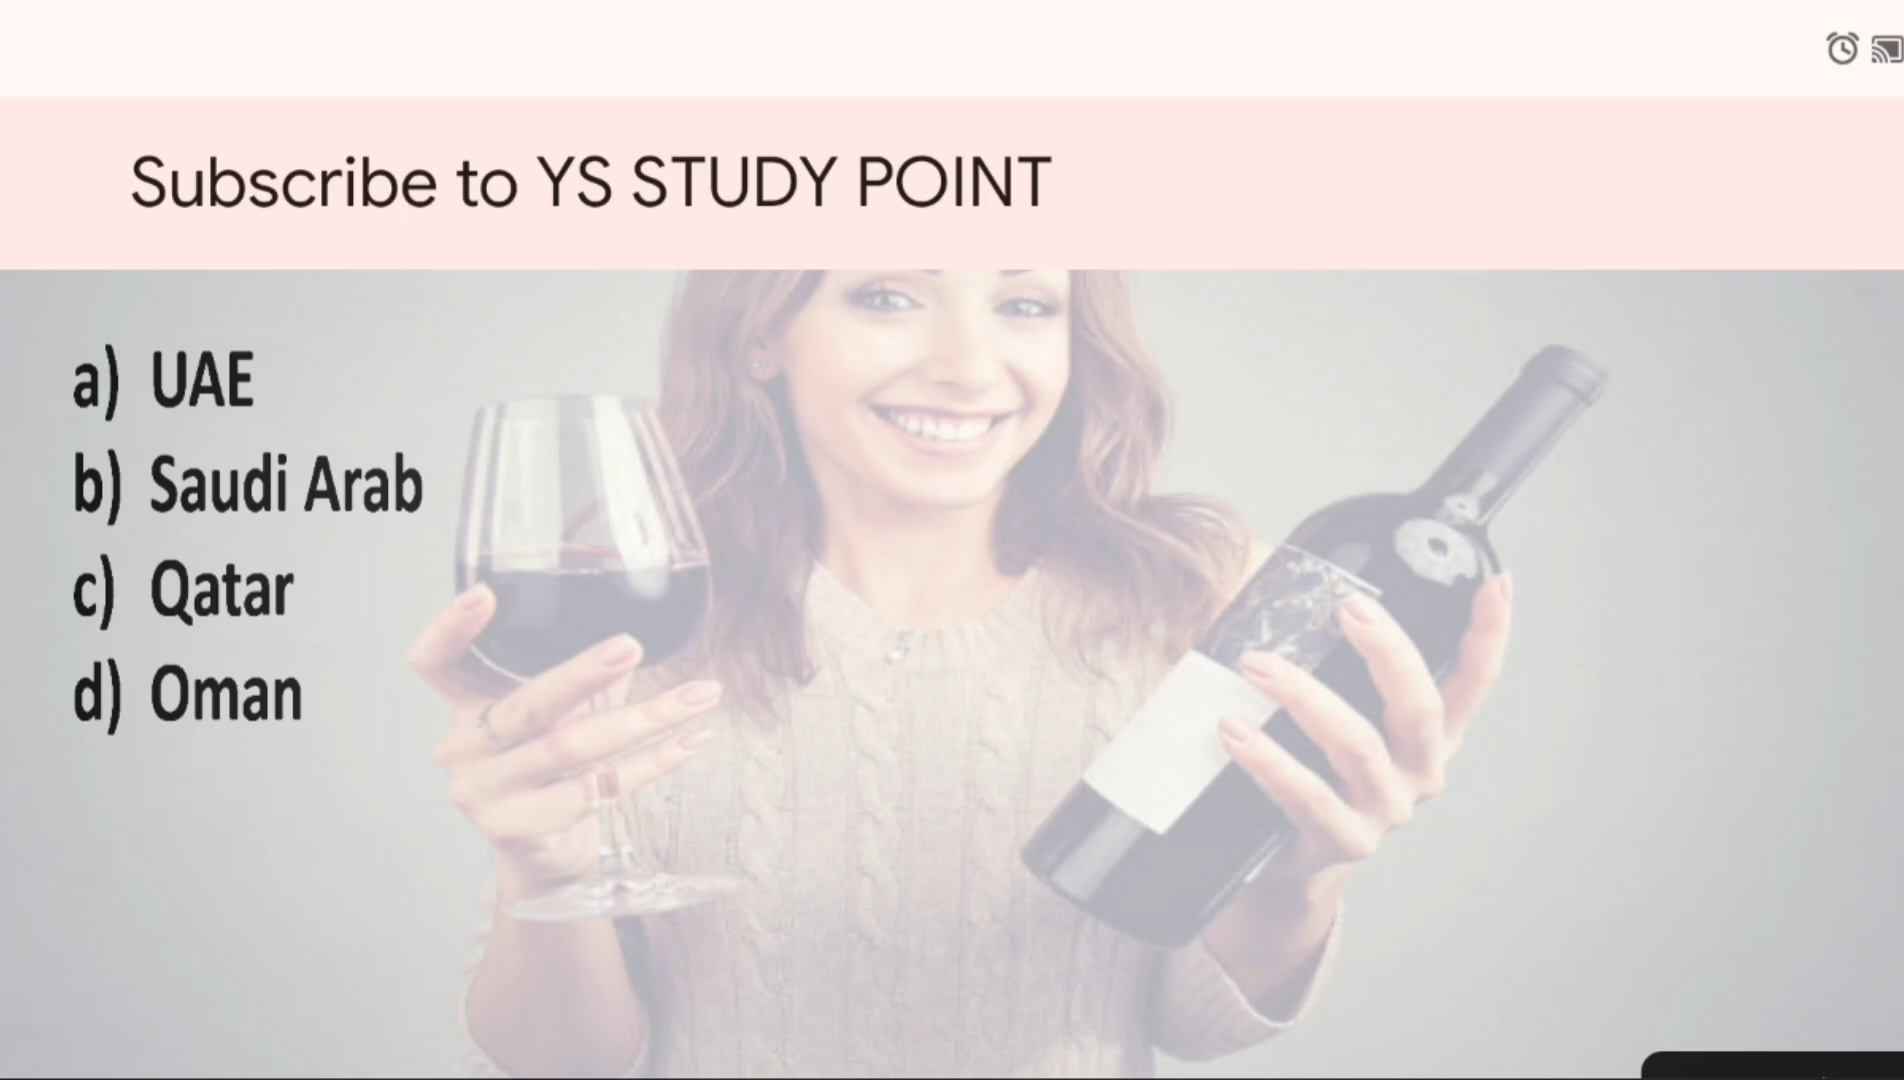 Subscribe to YS STUDY POINT
a) UAE
b) Saudi Arab
c) Qatar
d) Oman